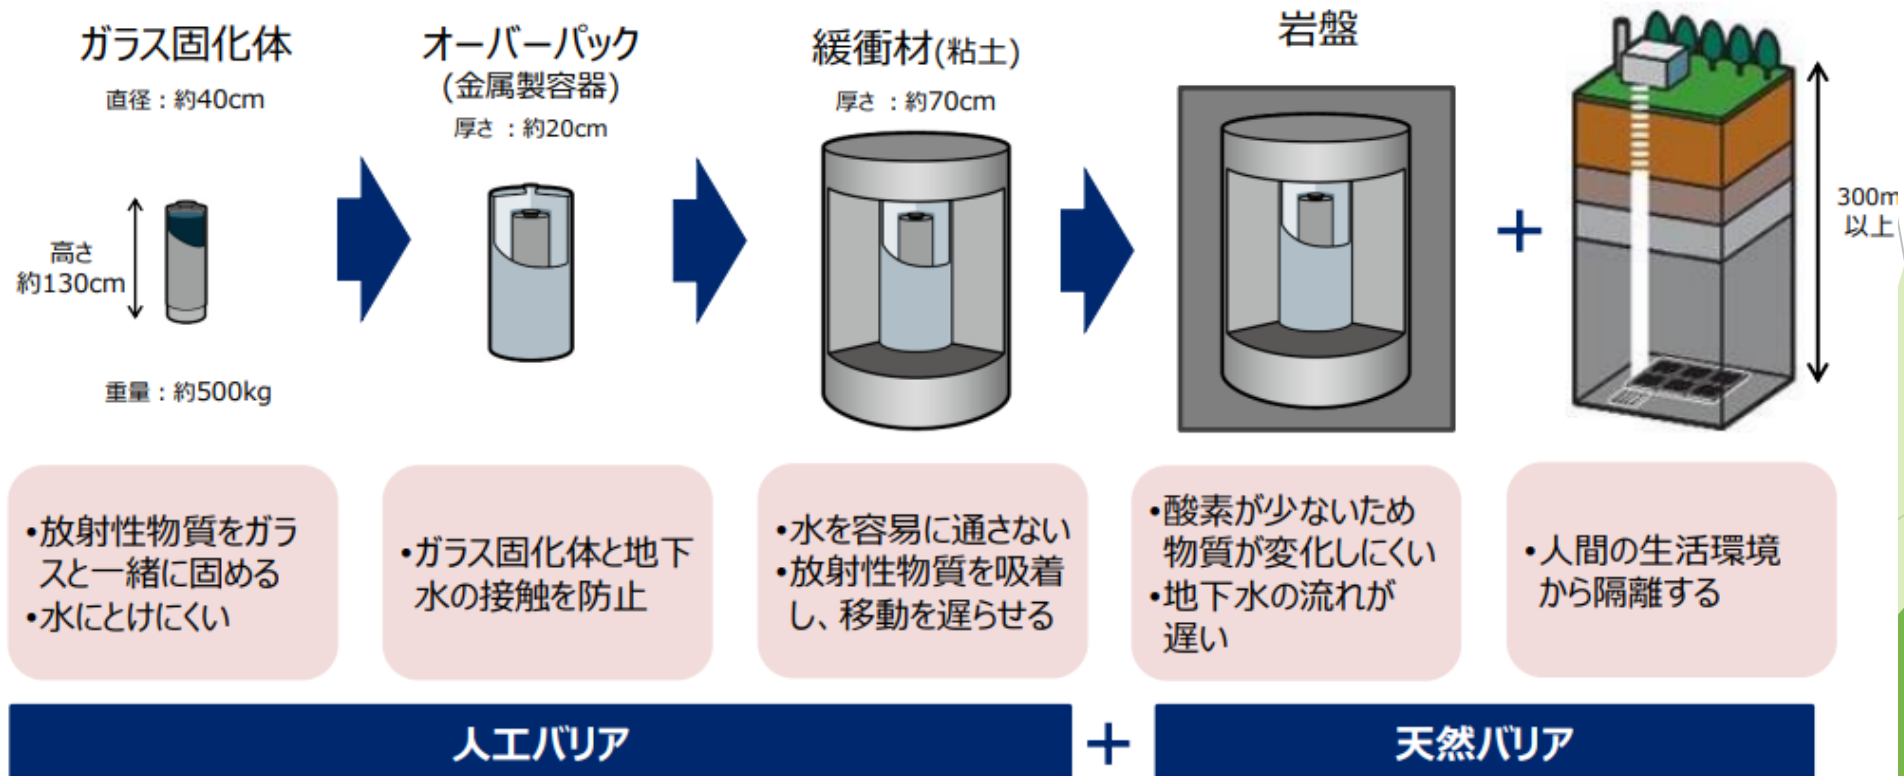 ガラス固化体
直径：約40cm
高さ
約130cm
重量：約500kg
オーバーパック
(金属製容器)
厚さ：約20cm
緩衝材(粘土)
厚さ：約70cm
岩盤
300m
以上
•放射性物質をガラ
スと一緒に固める
•水にとけにくい
•ガラス固化体と地下
水の接触を防止
•水を容易に通さない
•放射性物質を吸着
し、移動を遅らせる
•酸素が少ないため
物質が変化しにくい
•地下水の流れが
遅い
•人間の生活環境
から隔離する
人工バリア
+
天然バリア